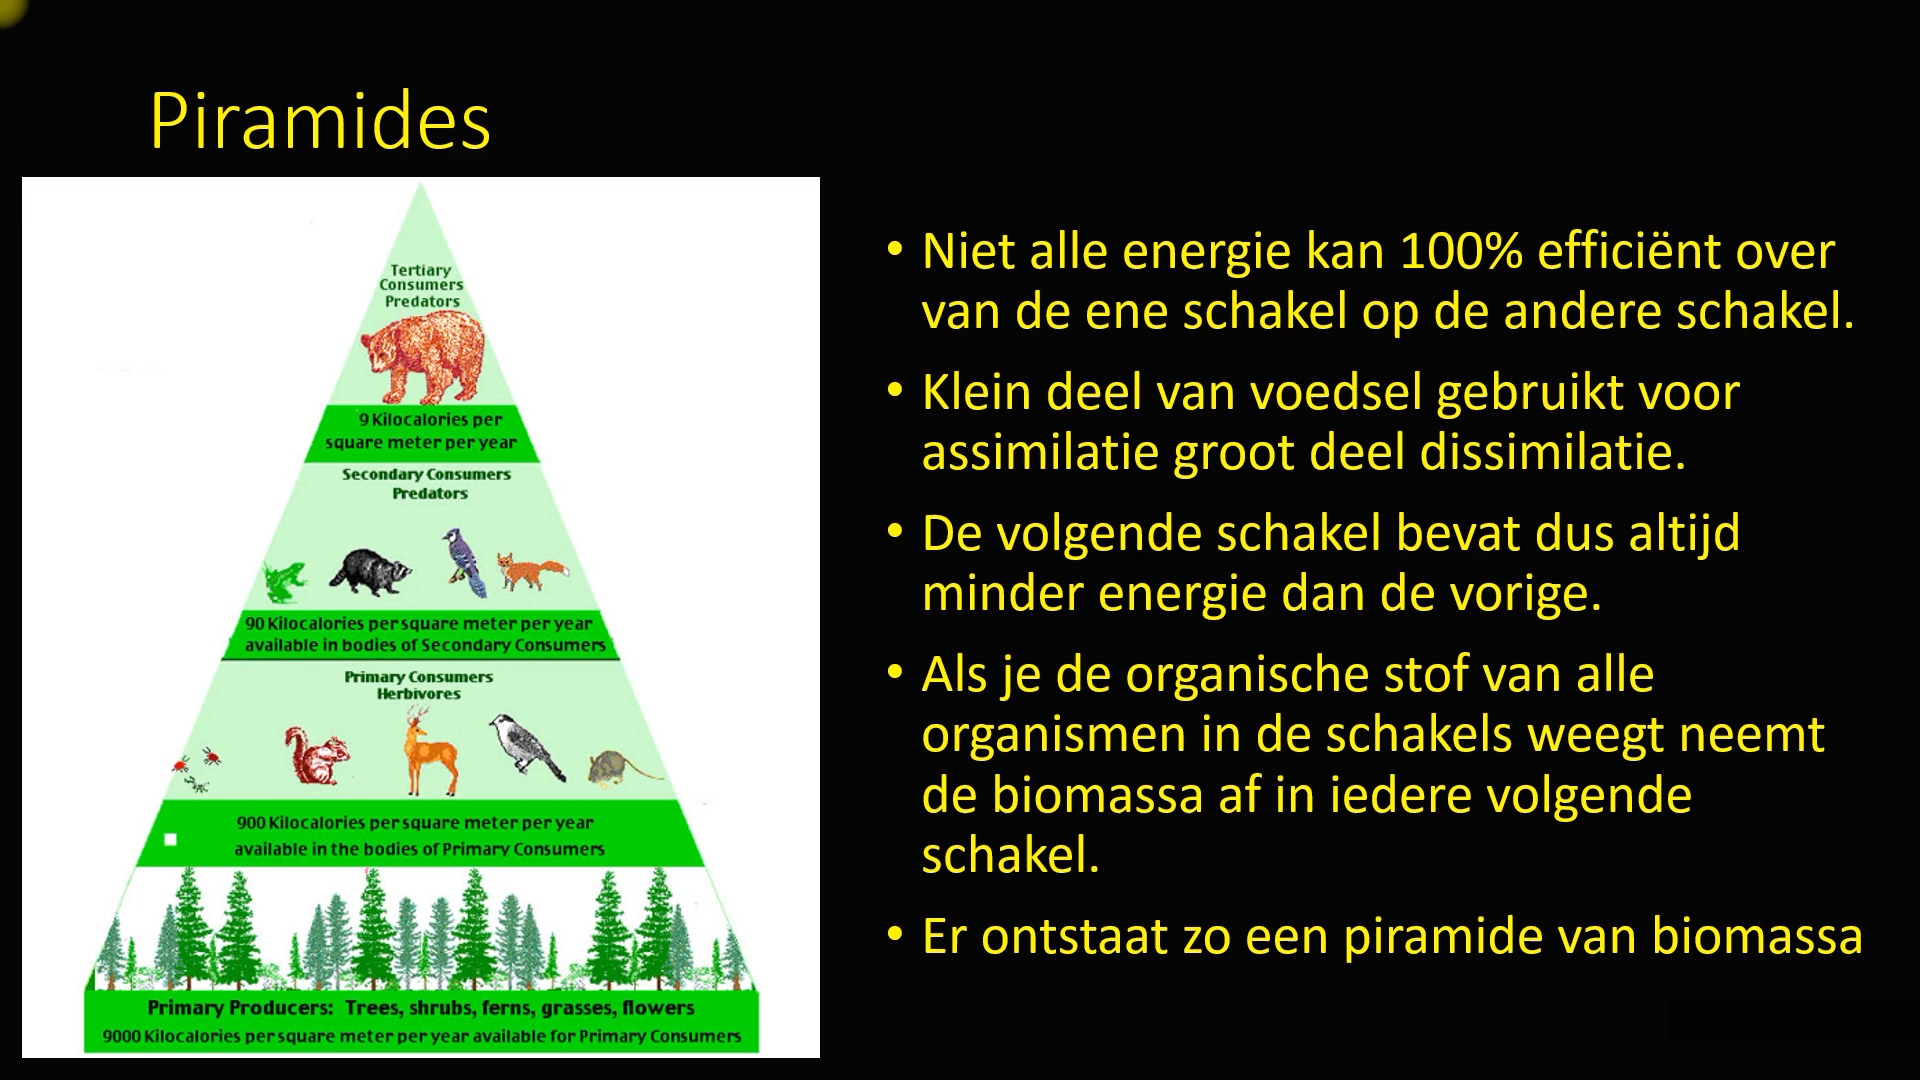 Piramides
Tertiary
Consumers
Predators
9 Kilocalories per
square meter per year
Secondary Consumers
Predators
90 Kilocalories per square meter per year
available in bodies of Secondary Consumers
Primary Consumers
Herbivores
900 Kilocalories per square meter per year
available in the bodies of Primary Consumers
Primary Producers: Trees, shrubs, ferns, grasses, flowers
9000 Kilocalories per square meter per year available for Primary Consumers
• Niet alle energie kan 100% efficiënt over
van de ene schakel op de andere schakel.
• Klein deel van voedsel gebruikt voor
assimilatie groot deel dissimilatie.
• De volgende schakel bevat dus altijd
minder energie dan de vorige.
• Als je de organische stof van alle
organismen in de schakels weegt neemt
de biomassa af in iedere volgende
schakel.
• Er ontstaat zo een piramide van biomassa